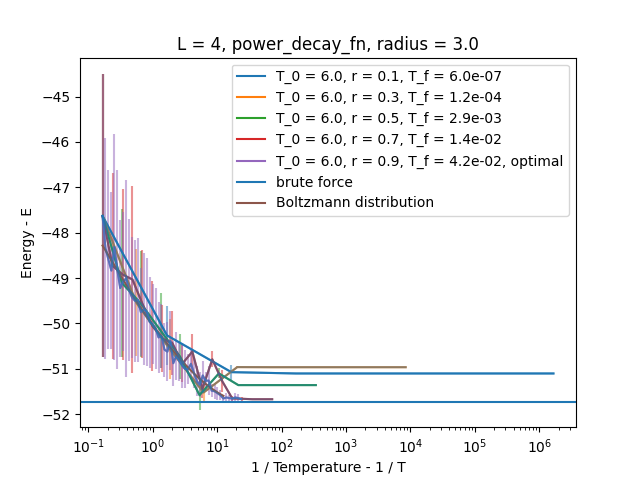 L = 4, power_decay_fn, radius = 3.0
T_0 = 6.0, r = 0.1, T_f = 6.0e-07
T_0 = 6.0, r = 0.3, T_f = 1.2e-04
T_0 = 6.0, r = 0.5, T_f = 2.9e-03
T_0 = 6.0, r = 0.7, T_f = 1.4e-02
T_0 = 6.0, r = 0.9, T_f = 4.2e-02, optimal
brute force
Boltzmann distribution
Energy - E
−45
−46
−47
−48
−49
−50
−51
−52
10⁻¹ 10⁰ 10¹ 10² 10³ 10⁴ 10⁵ 10⁶
1 / Temperature - 1 / T